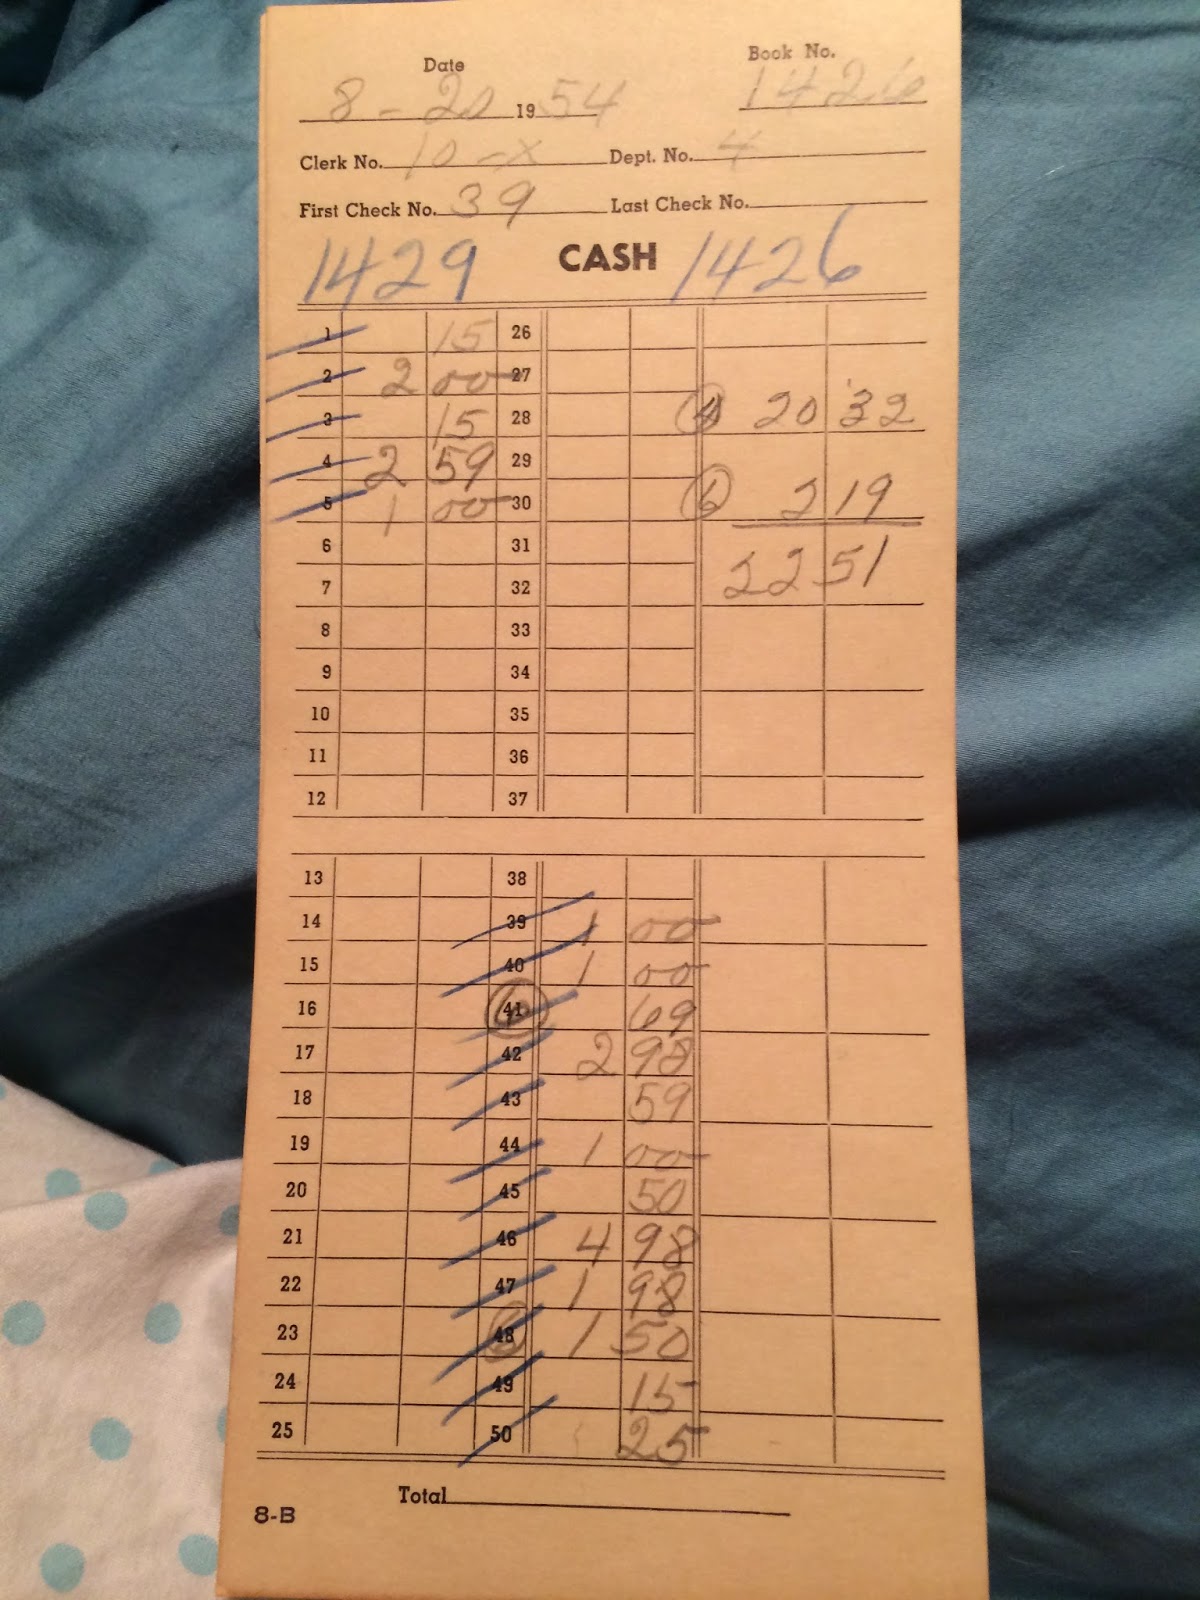 Date Book No.
8 - 20 19 54 1426
Clerk No. 10 - x Dept. No. 4
First Check No. 39 Last Check No.
1429 CASH 1426
1 15 26
2 2 00 27
3 15 28 4 20 32
4 2 59 29
5 1 00 30 6 2 19
6 31 22 51
7 32
8 33
9 34
10 35
11 36
12 37
13 38
14 39 1 00
15 40 1 00
16 41 69
17 42 2 98
18 43 59
19 44 1 00
20 45 50
21 46 4 98
22 47 1 98
23 48 1 50
24 49 15
25 50 25
Total
8-B